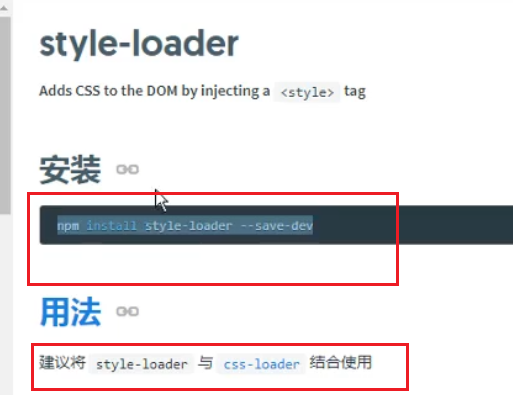 style-loader
Adds CSS to the DOM by injecting a <style> tag
安装
npm install style-loader --save-dev
用法
建议将 style-loader 与 css-loader 结合使用